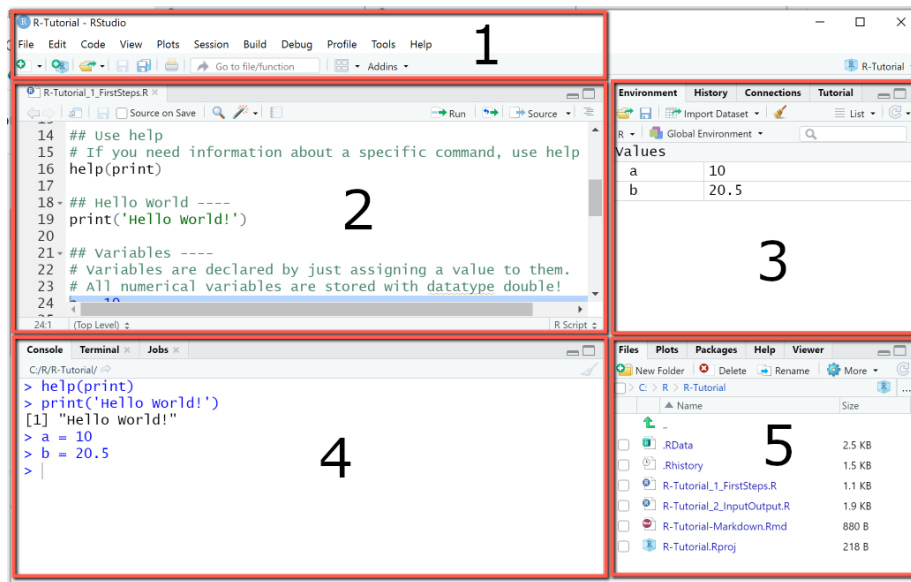 R-Tutorial - RStudio
File Edit Code View Plots Session Build Debug Profile Tools Help
1
Go to file/function
Addins
R-Tutorial
R-Tutorial_1_FirstSteps.R
Source on Save
Run
Source
14 ## Use help
15 # If you need information about a specific command, use help
16 help(print)
17
18 ## Hello World ----
19 print('Hello World!')
20
21 ## Variables ----
22 # Variables are declared by just assigning a value to them.
23 # All numerical variables are stored with datatype double!
24
2
24:1 (Top Level) R Script
Environment History Connections Tutorial
Import Dataset List
R Global Environment
Values
a 10
b 20.5
3
Console Terminal Jobs
C:/R/R-Tutorial/
> help(print)
> print('Hello World!')
[1] "Hello World!"
> a = 10
> b = 20.5
>
4
Files Plots Packages Help Viewer
New Folder Delete Rename More
C: > R > R-Tutorial ...
Name Size
..
.RData 2.5 KB
.Rhistory 1.5 KB
R-Tutorial_1_FirstSteps.R 1.1 KB
R-Tutorial_2_InputOutput.R 1.9 KB
R-Tutorial-Markdown.Rmd 880 B
R-Tutorial.Rproj 218 B
5